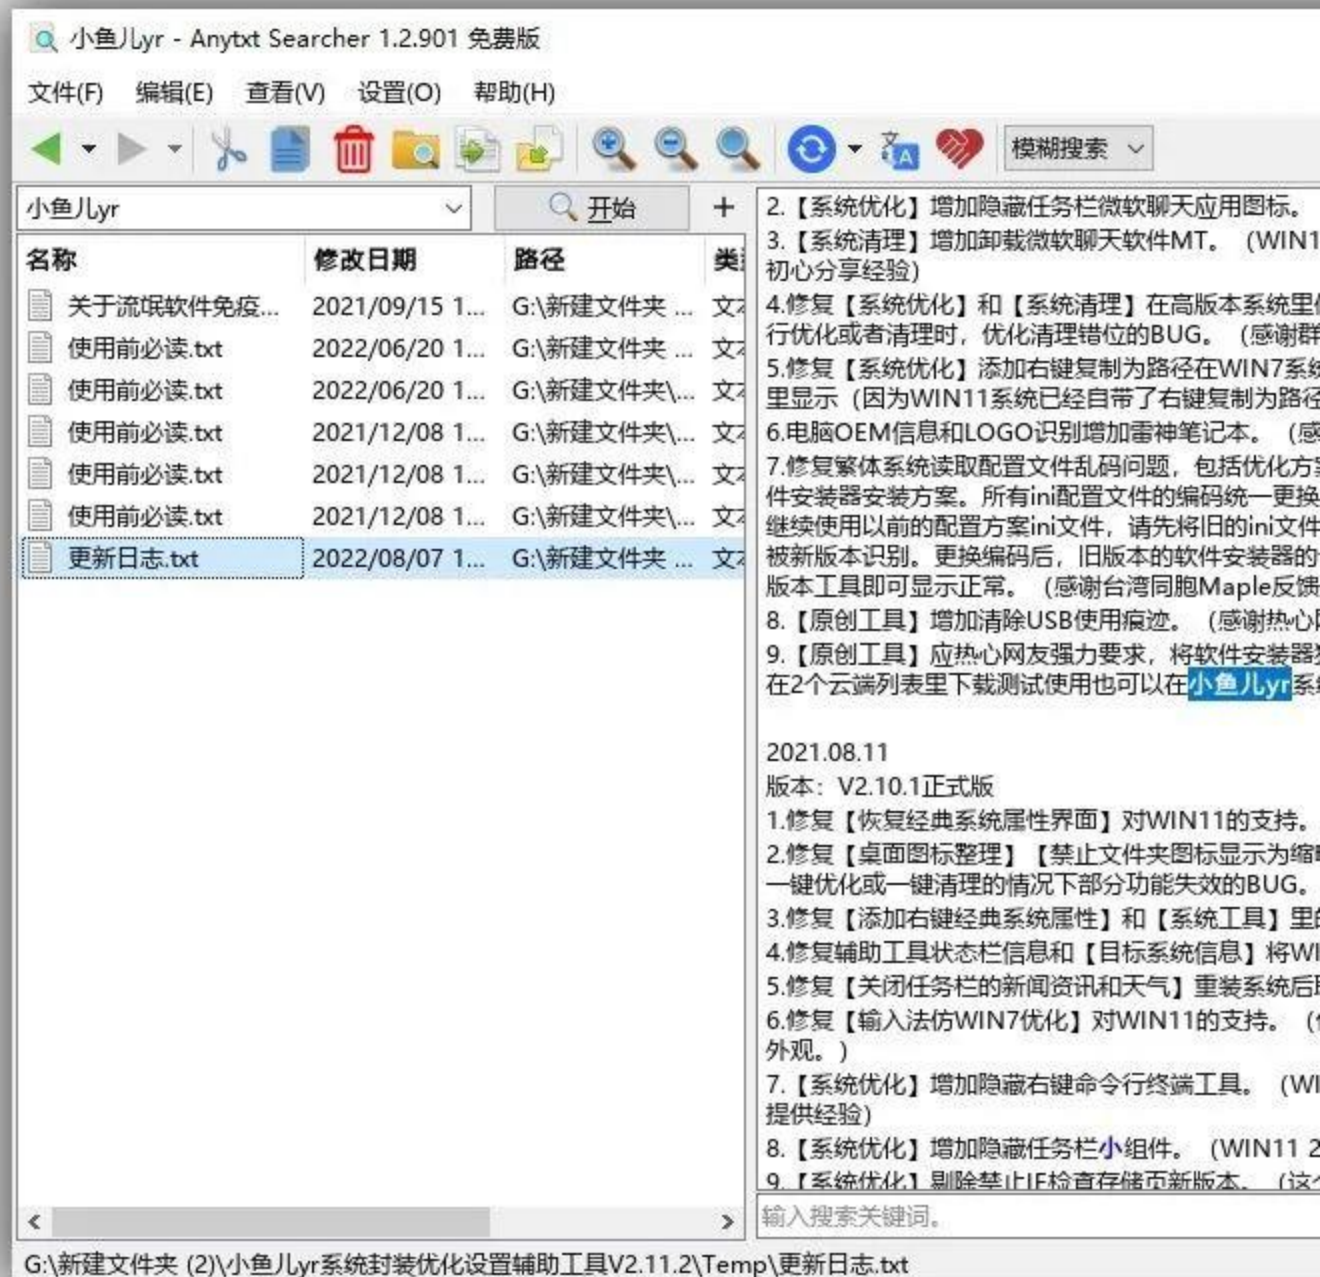 小鱼儿yr - Anytxt Searcher 1.2.901 免费版
文件(F) 编辑(E) 查看(V) 设置(O) 帮助(H)
模糊搜索
小鱼儿yr 开始 +
名称 修改日期 路径
关于流氓软件免疫... 2021/09/15 1... G:\新建文件夹 ...
使用前必读.txt 2022/06/20 1... G:\新建文件夹 ...
使用前必读.txt 2022/06/20 1... G:\新建文件夹\...
使用前必读.txt 2021/12/08 1... G:\新建文件夹\...
使用前必读.txt 2021/12/08 1... G:\新建文件夹\...
使用前必读.txt 2021/12/08 1... G:\新建文件夹\...
更新日志.txt 2022/08/07 1... G:\新建文件夹 ...
2.【系统优化】增加隐藏任务栏微软聊天应用图标。
3.【系统清理】增加卸载微软聊天软件MT。（WIN1
初心分享经验）
4.修复【系统优化】和【系统清理】在高版本系统里
行优化或者清理时，优化清理错位的BUG。（感谢群
5.修复【系统优化】添加右键复制为路径在WIN7系
里显示（因为WIN11系统已经自带了右键复制为路径
6.电脑OEM信息和LOGO识别增加雷神笔记本。（感
7.修复繁体系统读取配置文件乱码问题，包括优化方
件安装器安装方案。所有ini配置文件的编码统一更换
继续使用以前的配置方案ini文件，请先将旧的ini文件
被新版本识别。更换编码后，旧版本的软件安装器的
版本工具即可显示正常。（感谢台湾同胞Maple反馈
8.【原创工具】增加清除USB使用痕迹。（感谢热心
9.【原创工具】应热心网友强力要求，将软件安装器
在2个云端列表里下载测试使用也可以在小鱼儿yr系
2021.08.11
版本：V2.10.1正式版
1.修复【恢复经典系统属性界面】对WIN11的支持。
2.修复【桌面图标整理】【禁止文件夹图标显示为缩
一键优化或一键清理的情况下部分功能失效的BUG。
3.修复【添加右键经典系统属性】和【系统工具】里
4.修复辅助工具状态栏信息和【目标系统信息】将WI
5.修复【关闭任务栏的新闻资讯和天气】重装系统后
6.修复【输入法仿WIN7优化】对WIN11的支持。（
外观。）
7.【系统优化】增加隐藏右键命令行终端工具。（WI
提供经验）
8.【系统优化】增加隐藏任务栏小组件。（WIN11 2
9.【系统优化】剔除禁止IE检查存储页新版本。（这
输入搜索关键词。
G:\新建文件夹 (2)\小鱼儿yr系统封装优化设置辅助工具V2.11.2\Temp\更新日志.txt